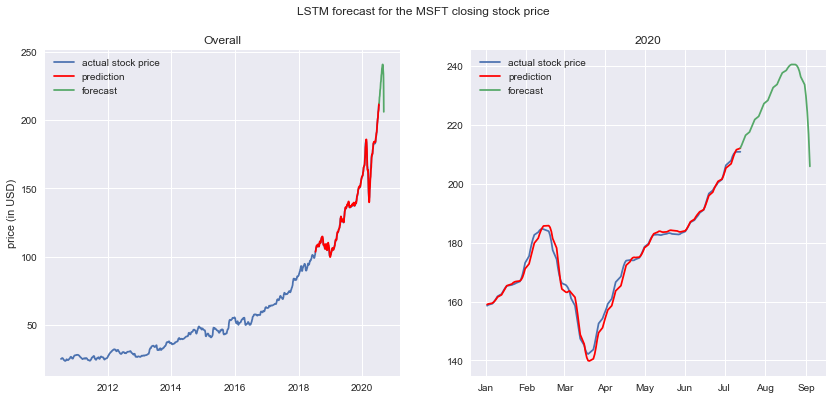 LSTM forecast for the MSFT closing stock price
Overall
actual stock price
prediction
forecast
price (in USD)
250
200
150
100
50
2012
2014
2016
2018
2020
2020
actual stock price
prediction
forecast
240
220
200
180
160
140
Jan
Feb
Mar
Apr
May
Jun
Jul
Aug
Sep